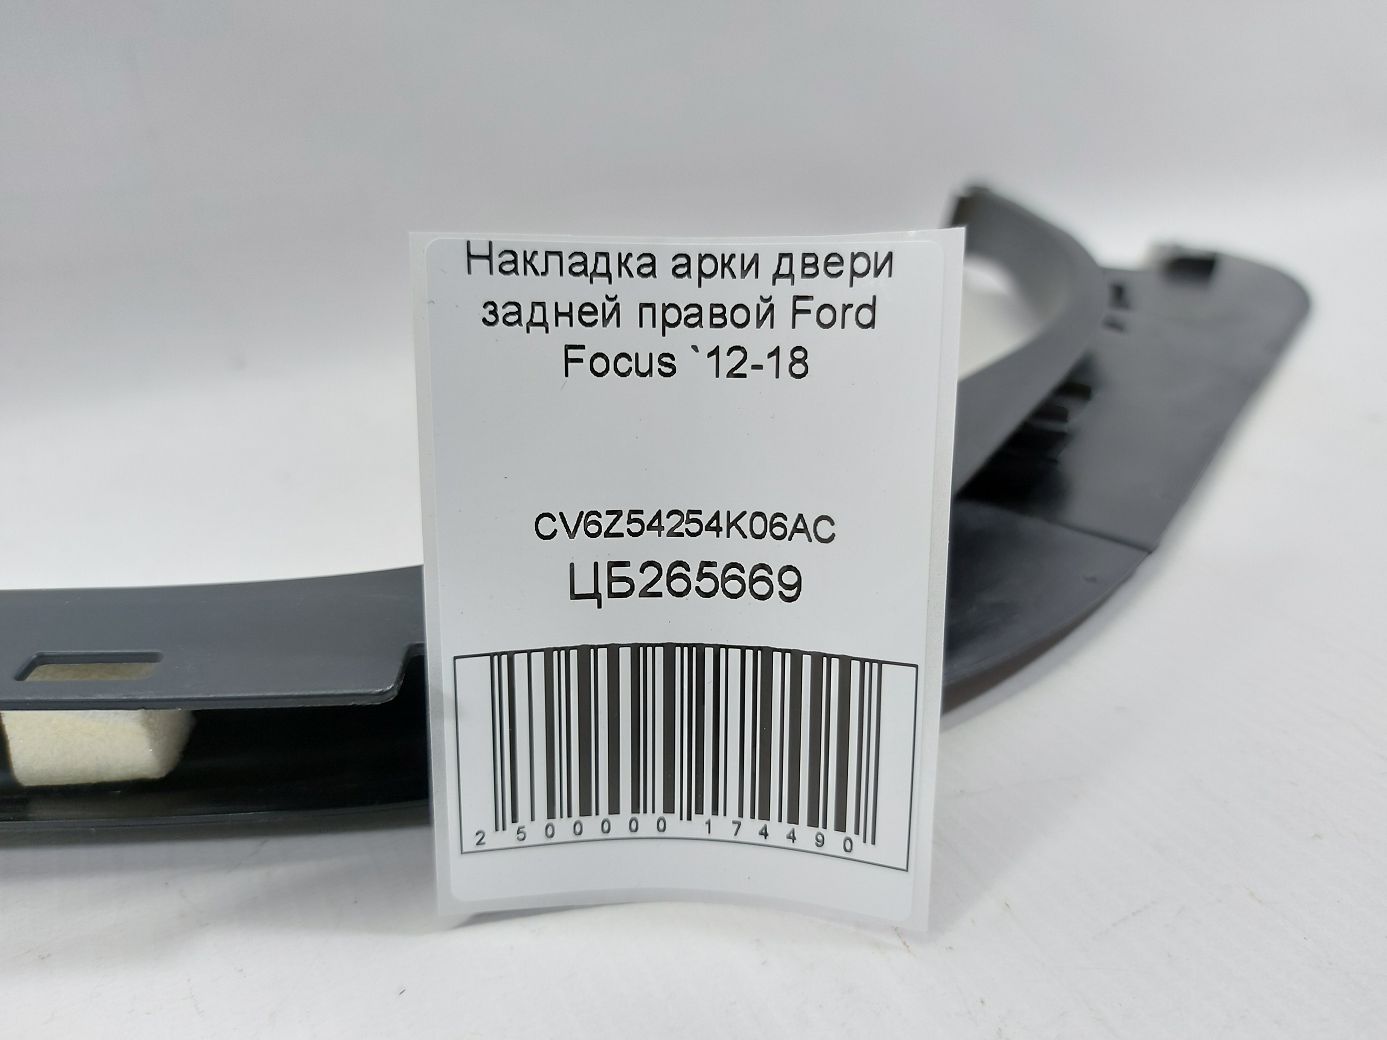 Накладка арки двери
задней правой Ford
Focus `12-18
CV6Z54254K06AC
ЦБ265669
2 500000 174490